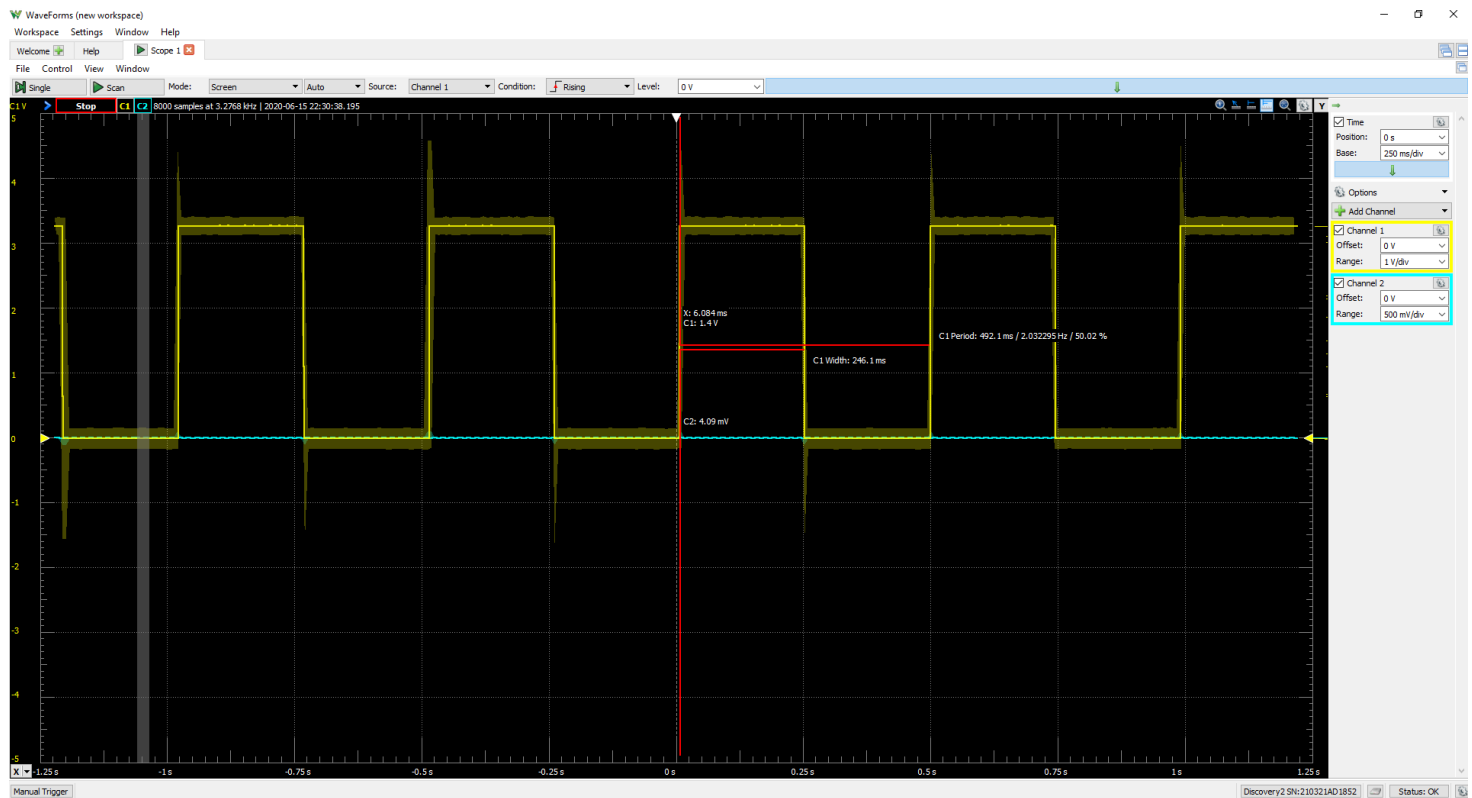 WaveForms (new workspace)
Workspace Settings Window Help
Welcome Help Scope 1
File Control View Window
Single Scan Mode: Screen Auto Source: Channel 1 Condition: Rising Level: 0 V
C1 V Stop C1 C2 8000 samples at 3.2768 kHz | 2020-06-15 22:30:38.195 Y
5
4
3
2
1
0
-1
-2
-3
-4
-5
X: 6.084 ms
C1: 1.4 V
C1 Period: 492.1 ms / 2.032295 Hz / 50.02 %
C1 Width: 246.1 ms
C2: 4.09 mV
X -1.25 s -1 s -0.75 s -0.5 s -0.25 s 0 s 0.25 s 0.5 s 0.75 s 1 s 1.25 s
Time
Position: 0 s
Base: 250 ms/div
Options
Add Channel
Channel 1
Offset: 0 V
Range: 1 V/div
Channel 2
Offset: 0 V
Range: 500 mV/div
Manual Trigger Discovery2 SN:210321AD1852 Status: OK